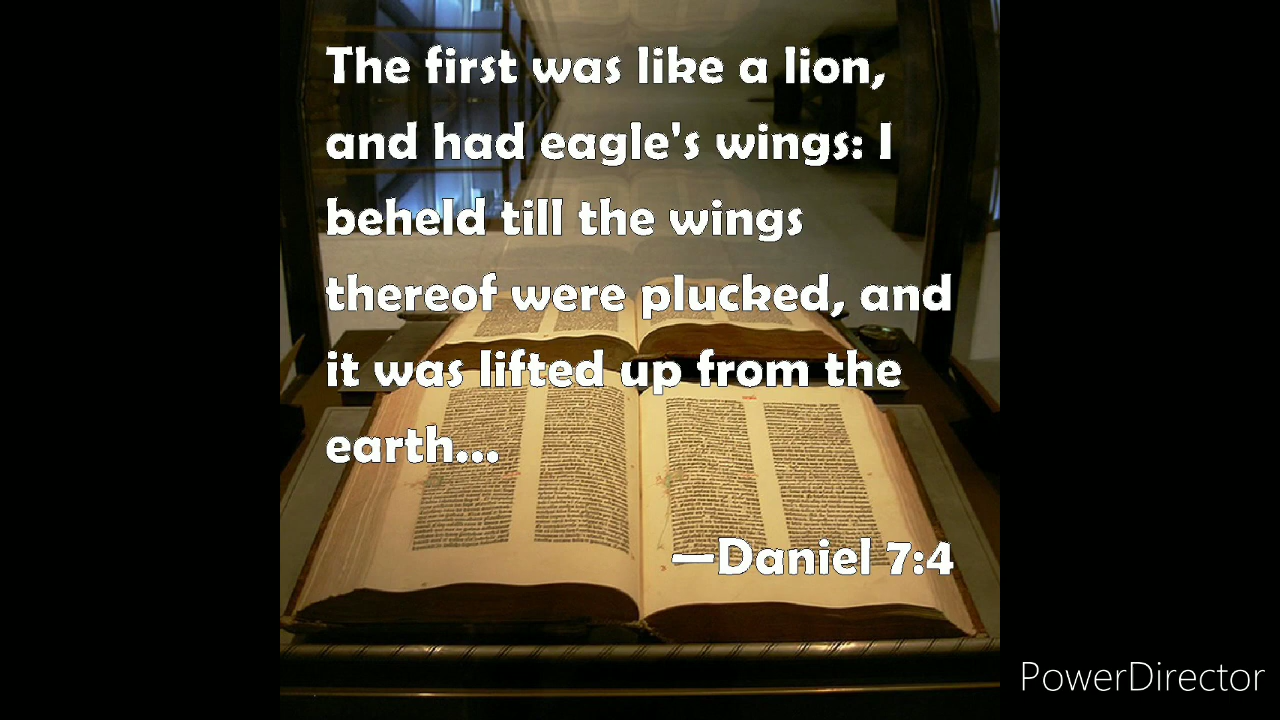 The first was like a lion,
and had eagle's wings: I
beheld till the wings
thereof were plucked, and
it was lifted up from the
earth...
—Daniel 7:4
PowerDirector